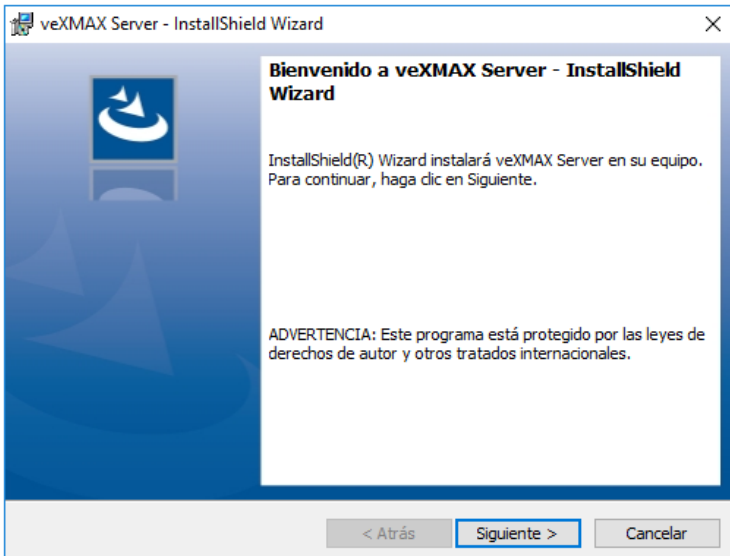 veXMAX Server - InstallShield Wizard
Bienvenido a veXMAX Server - InstallShield
Wizard
InstallShield(R) Wizard instalará veXMAX Server en su equipo.
Para continuar, haga clic en Siguiente.
ADVERTENCIA: Este programa está protegido por las leyes de
derechos de autor y otros tratados internacionales.
< Atrás
Siguiente >
Cancelar